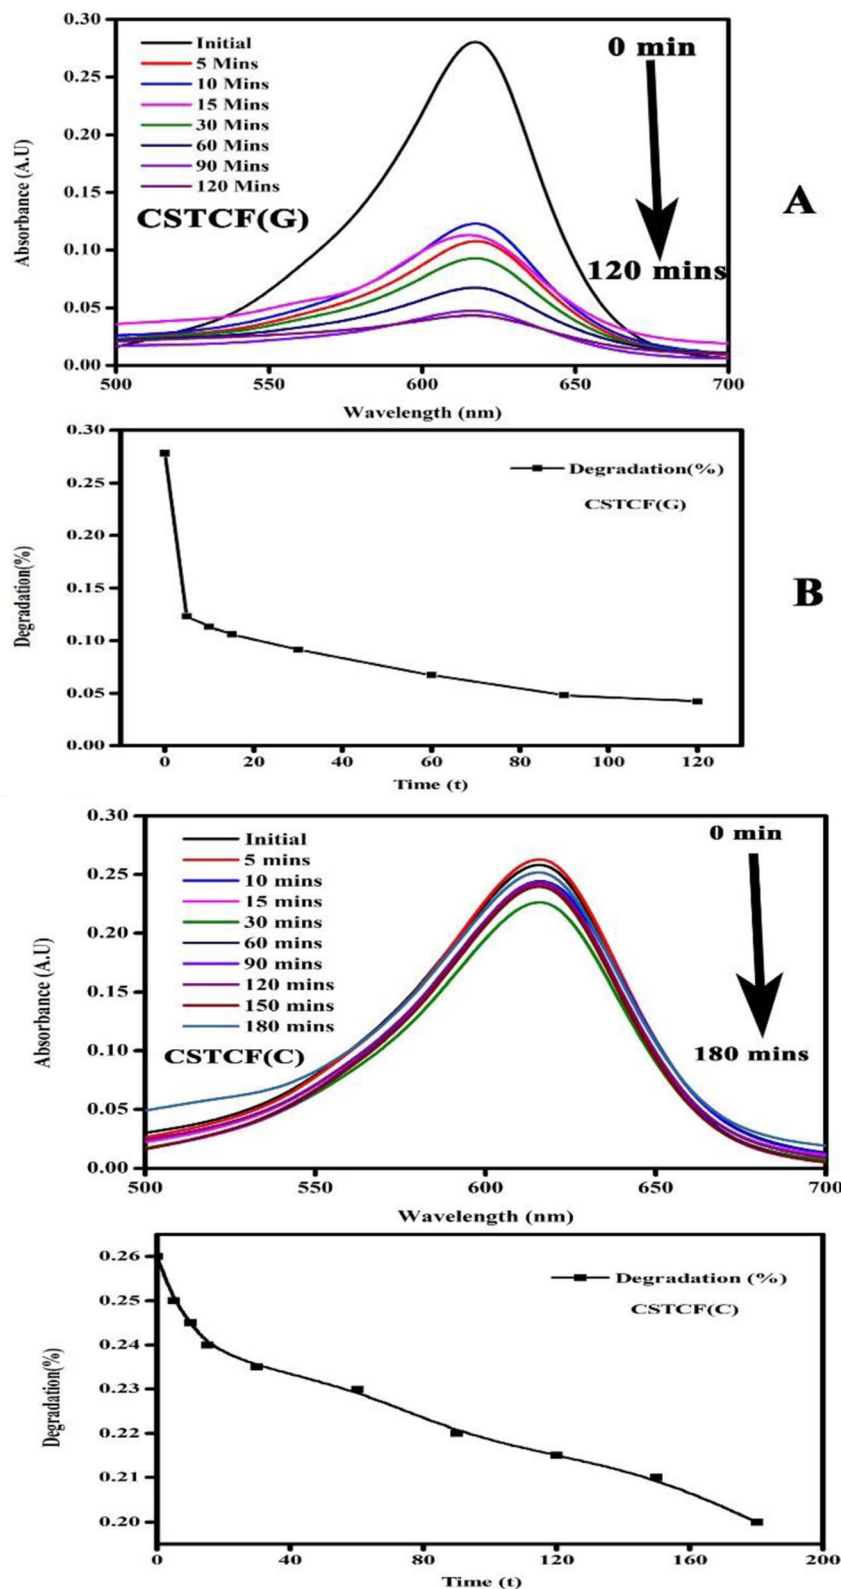 0.30
0.25
0.20
0.15
0.10
0.05
0.00
Absorbance (A.U)
Initial
5 Mins
10 Mins
15 Mins
30 Mins
60 Mins
90 Mins
120 Mins
CSTCF(G)
0 min
120 mins
A
500 550 600 650 700
Wavelength (nm)
0.30
0.25
0.20
0.15
0.10
0.05
0.00
Degradation(%)
Degradation(%)
CSTCF(G)
B
0 20 40 60 80 100 120
Time (t)
0.30
0.25
0.20
0.15
0.10
0.05
0.00
Absorbance (A.U)
Initial
5 mins
10 mins
15 mins
30 mins
60 mins
90 mins
120 mins
150 mins
180 mins
CSTCF(C)
0 min
180 mins
500 550 600 650 700
Wavelength (nm)
0.26
0.25
0.24
0.23
0.22
0.21
0.20
Degradation(%)
Degradation (%)
CSTCF(C)
0 40 80 120 160 200
Time (t)